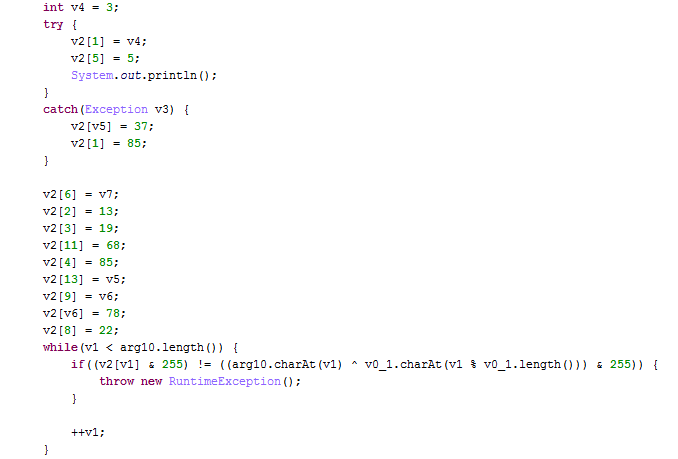 int v4 = 3;
try {
v2[1] = v4;
v2[5] = 5;
System.out.println();
}
catch(Exception v3) {
v2[v5] = 37;
v2[1] = 85;
}
v2[6] = v7;
v2[2] = 13;
v2[3] = 19;
v2[11] = 68;
v2[4] = 85;
v2[13] = v5;
v2[9] = v6;
v2[v6] = 78;
v2[8] = 22;
while(v1 < arg10.length()) {
if((v2[v1] & 255) != ((arg10.charAt(v1) ^ v0_1.charAt(v1 % v0_1.length())) & 255)) {
throw new RuntimeException();
}
++v1;
}